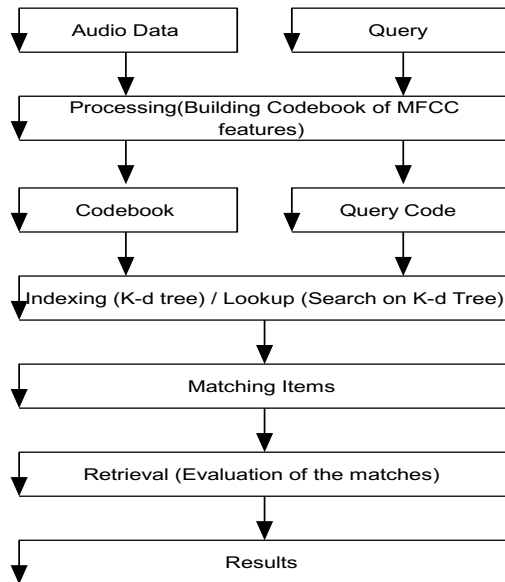 Audio Data
Query
Processing(Building Codebook of MFCC
features)
Codebook
Query Code
Indexing (K-d tree) / Lookup (Search on K-d Tree)
Matching Items
Retrieval (Evaluation of the matches)
Results